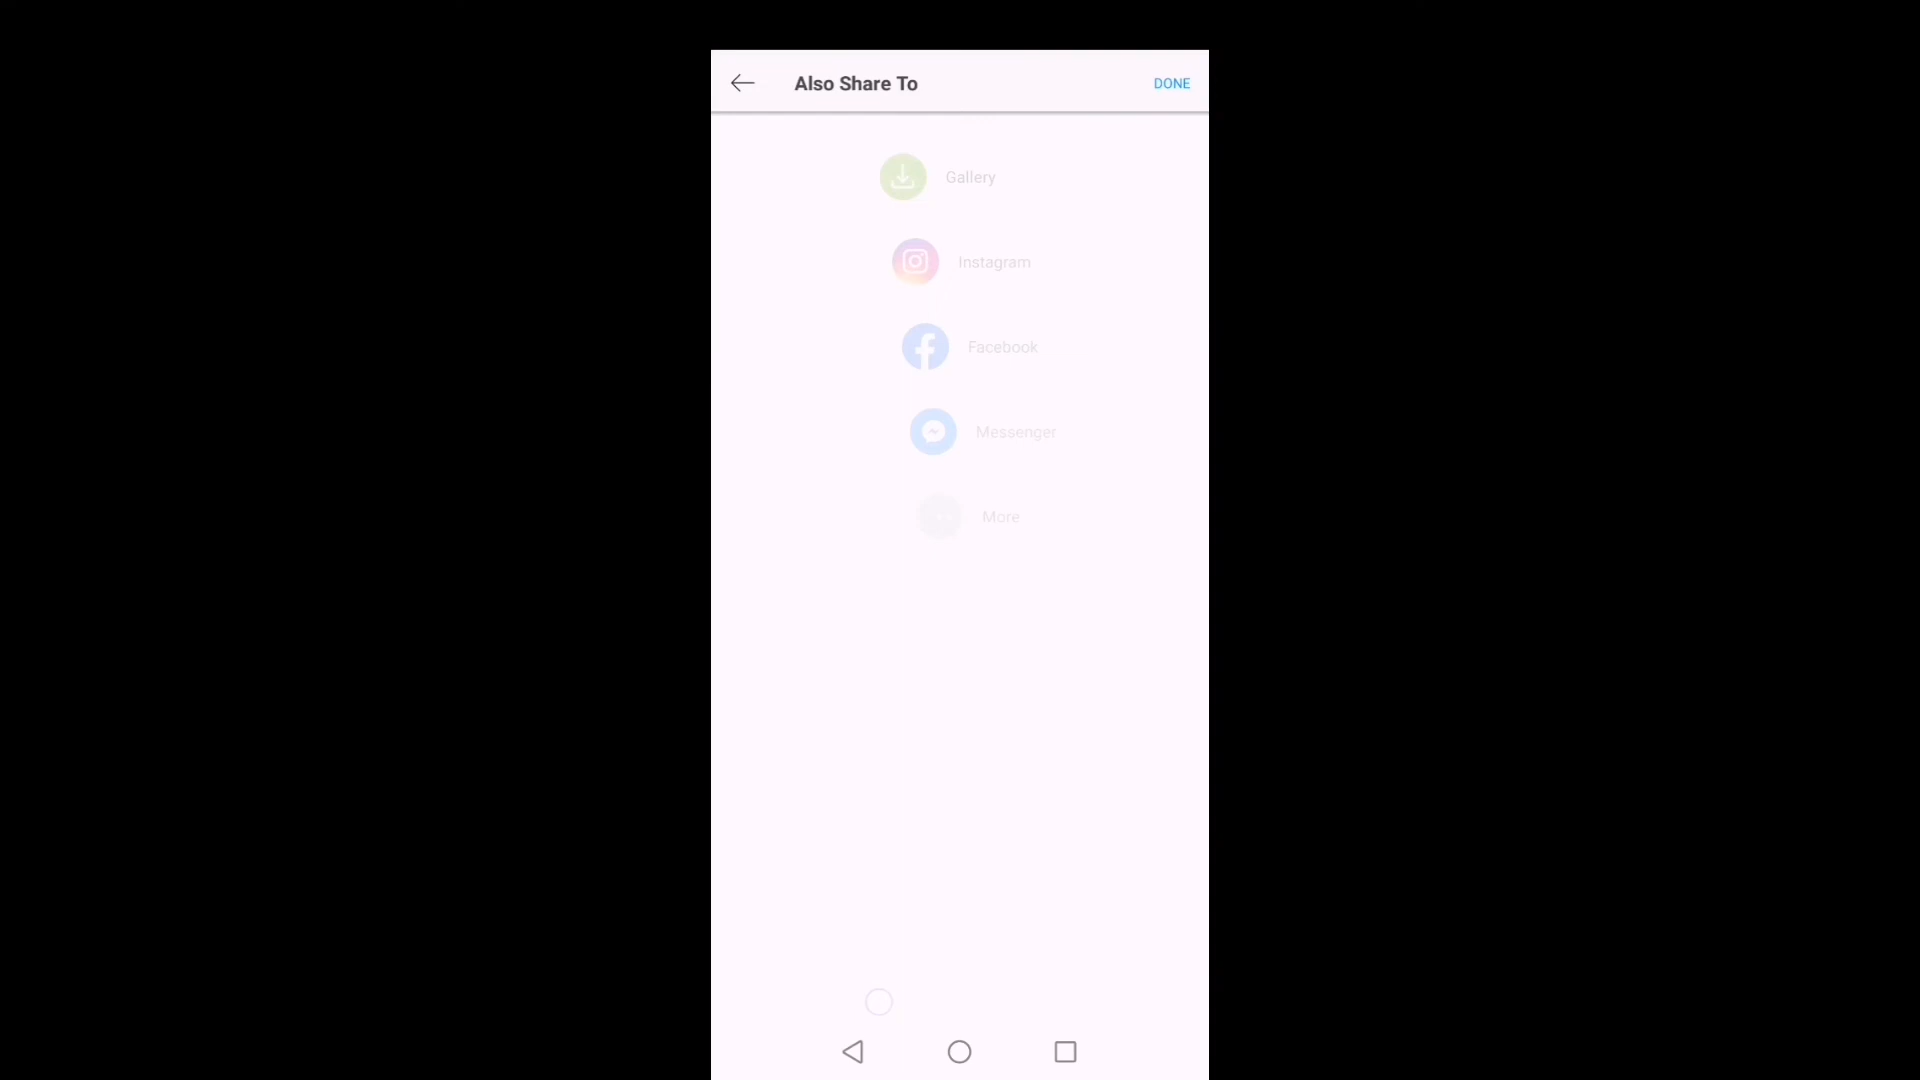 Also Share To
DONE
Gallery
Instagram
Facebook
Messenger
More